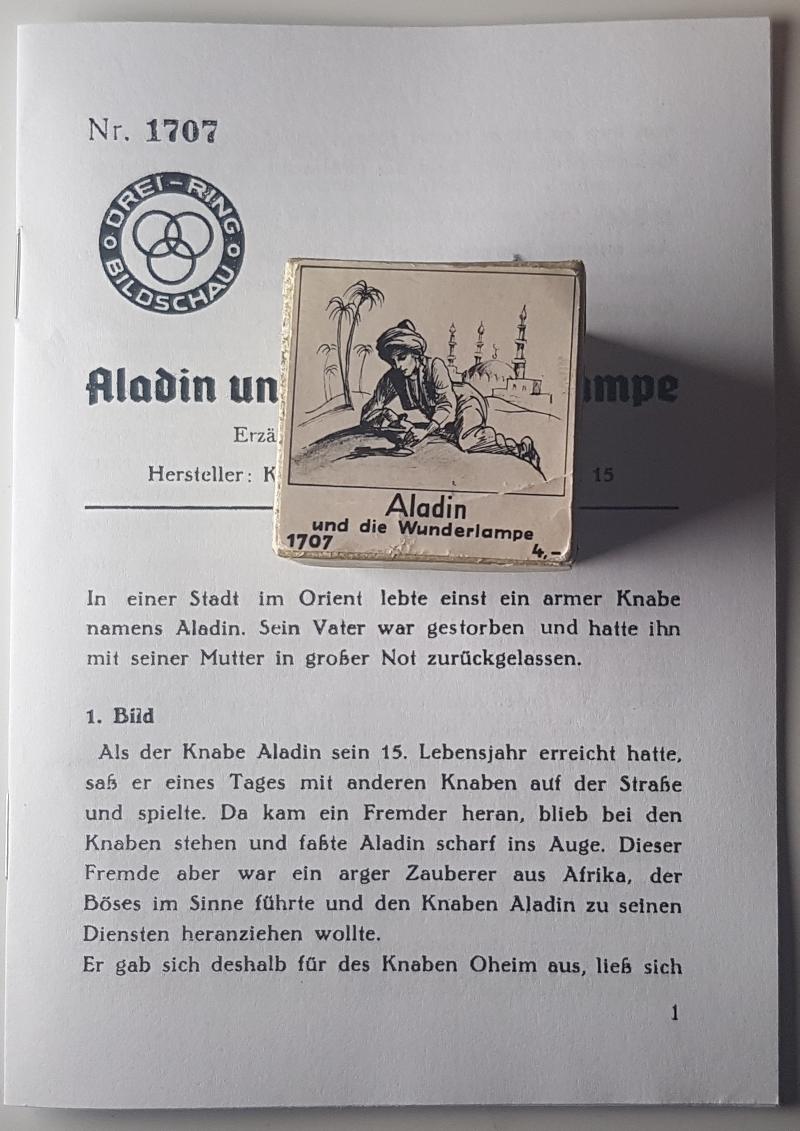 Nr. 1707
DREI-RING
BILDSCHAU
Aladin un
ampe
Erzä
Hersteller: K
15
Aladin
und die Wunderlampe
1707
4,-
In einer Stadt im Orient lebte einst ein armer Knabe
namens Aladin. Sein Vater war gestorben und hatte ihn
mit seiner Mutter in großer Not zurückgelassen.
1. Bild
Als der Knabe Aladin sein 15. Lebensjahr erreicht hatte,
saß er eines Tages mit anderen Knaben auf der Straße
und spielte. Da kam ein Fremder heran, blieb bei den
Knaben stehen und faßte Aladin scharf ins Auge. Dieser
Fremde aber war ein arger Zauberer aus Afrika, der
Böses im Sinne führte und den Knaben Aladin zu seinen
Diensten heranziehen wollte.
Er gab sich deshalb für des Knaben Oheim aus, ließ sich
1